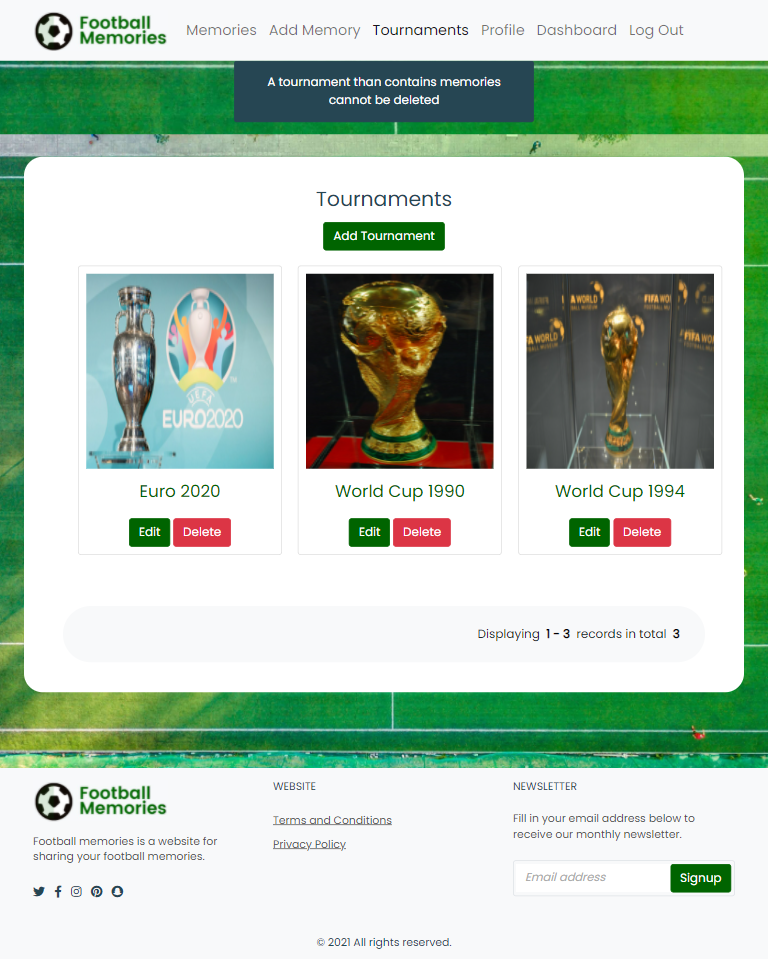 Football
Memories
Memories Add Memory Tournaments Profile Dashboard Log Out
A tournament than contains memories
cannot be deleted
Tournaments
Add Tournament
UEFA
EURO2020
FIFA WORLD
Euro 2020
World Cup 1990
World Cup 1994
Edit Delete
Edit Delete
Edit Delete
Displaying 1 - 3 records in total 3
Football
Memories
Football memories is a website for
sharing your football memories.
WEBSITE
Terms and Conditions
Privacy Policy
NEWSLETTER
Fill in your email address below to
receive our monthly newsletter.
Email address
Signup
© 2021 All rights reserved.